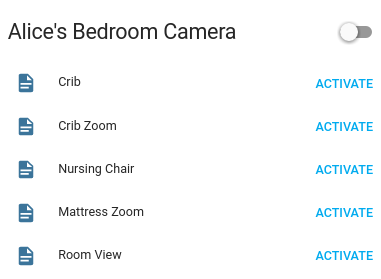 Alice's Bedroom Camera
Crib ACTIVATE
Crib Zoom ACTIVATE
Nursing Chair ACTIVATE
Mattress Zoom ACTIVATE
Room View ACTIVATE